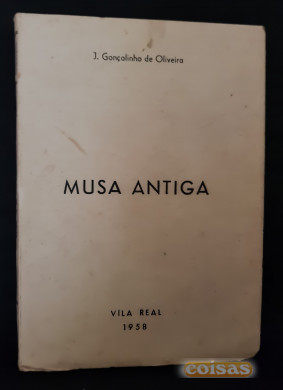 J. Gonçalinho de Oliveira
MUSA ANTIGA
VILA REAL
1958
coisas